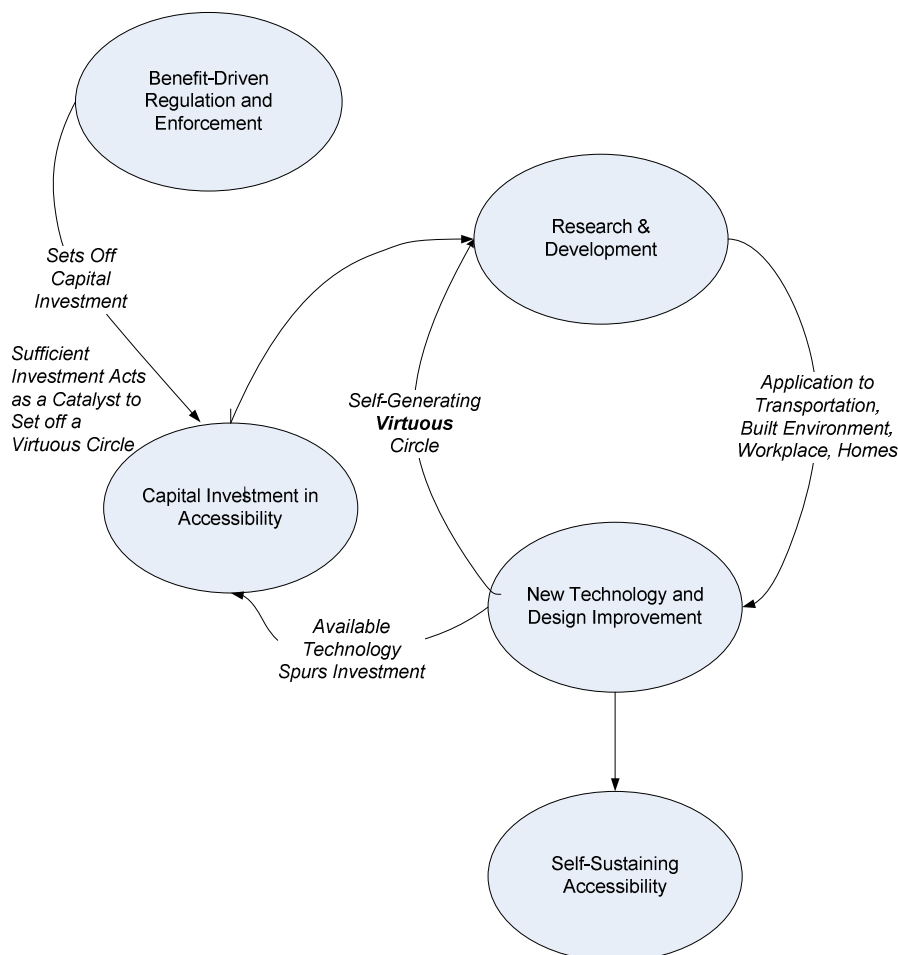 Benefit-Driven
Regulation and
Enforcement
Research &
Development
Sets Off
Capital
Investment
Sufficient
Investment Acts
as a Catalyst to
Set off a
Virtuous Circle
Self-Generating
Virtuous
Circle
Application to
Transportation,
Built Environment,
Workplace, Homes
Capital Investment in
Accessibility
New Technology and
Design Improvement
Available
Technology
Spurs Investment
Self-Sustaining
Accessibility